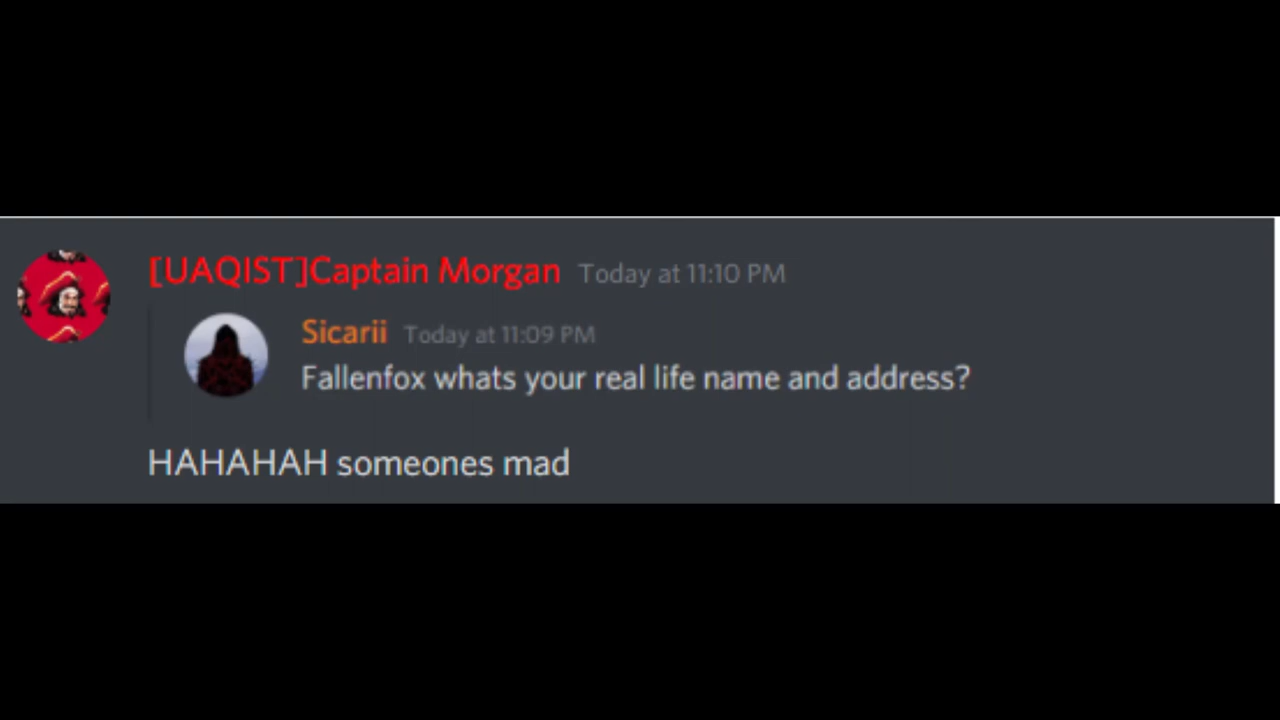 [UAQIST]Captain Morgan Today at 11:10 PM
Sicarii Today at 11:09 PM
Fallenfox whats your real life name and address?
HAHAHAH someones mad